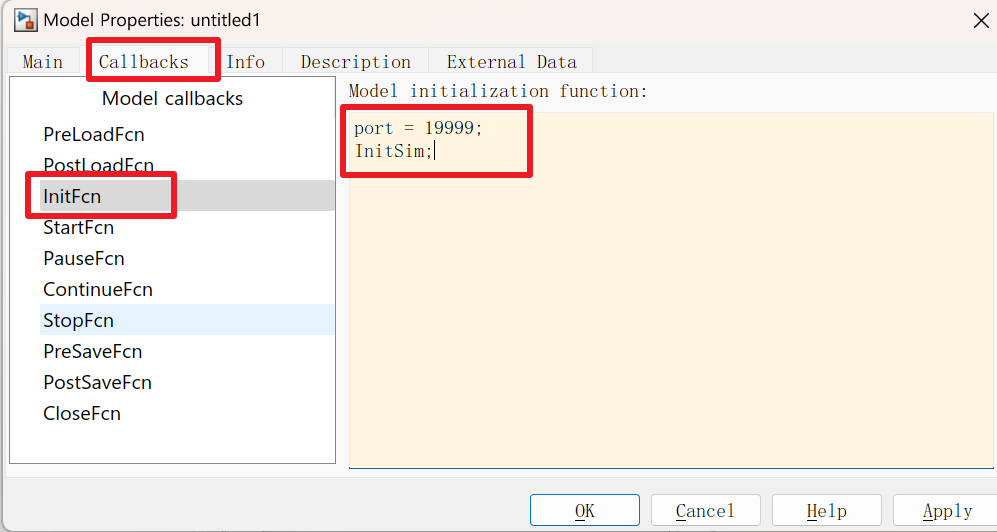 Model Properties: untitled1
Main
Callbacks
Info
Description
External Data
Model callbacks
PreLoadFcn
PostLoadFcn
InitFcn
StartFcn
PauseFcn
ContinueFcn
StopFcn
PreSaveFcn
PostSaveFcn
CloseFcn
Model initialization function:
port = 19999;
InitSim;
OK
Cancel
Help
Apply